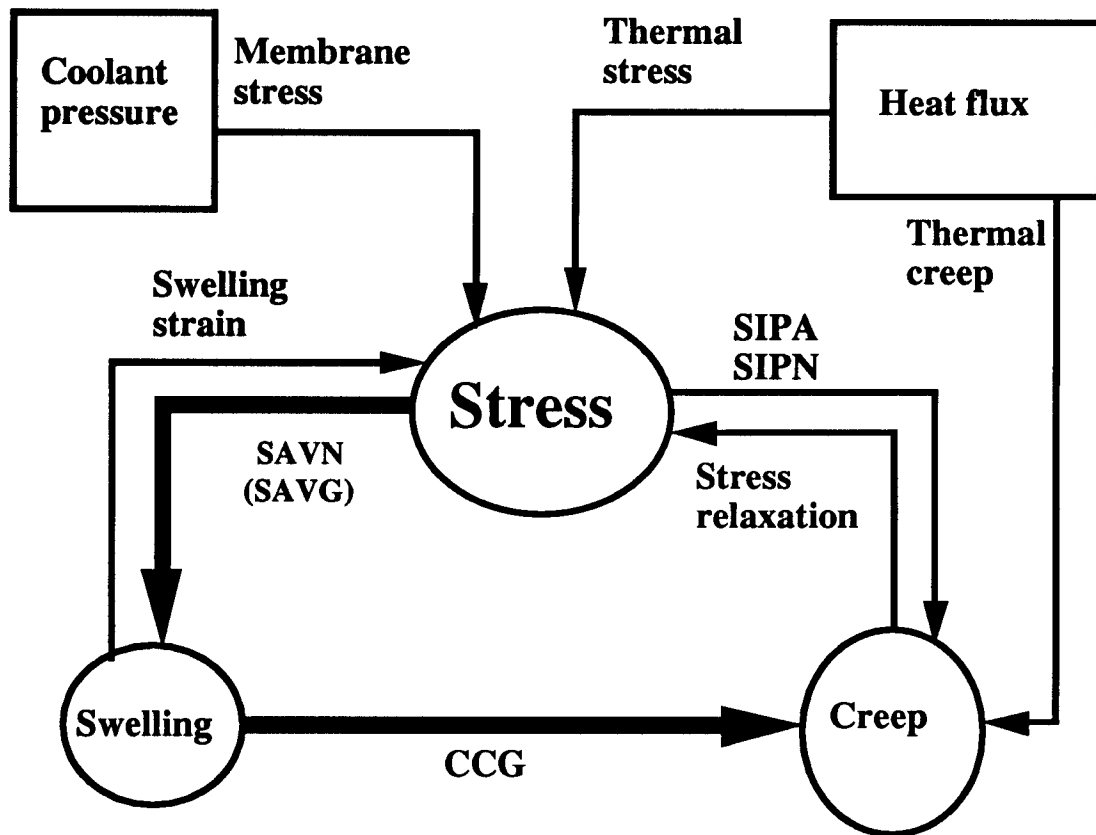 Coolant
pressure
Membrane
stress
Thermal
stress
Heat flux
Thermal
creep
Swelling
strain
SIPA
SIPN
Stress
SAVN
(SAVG)
Stress
relaxation
Swelling
Creep
CCG